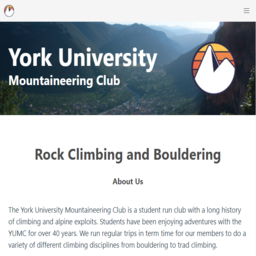 York University
Mountaineering Club
Rock Climbing and Bouldering
About Us
The York University Mountaineering Club is a student run club with a long history
of climbing and alpine exploits. Students have been enjoying adventures with the
YUMC for over 40 years. We run regular trips in term time for our members to do a
variety of different climbing disciplines from bouldering to trad climbing.